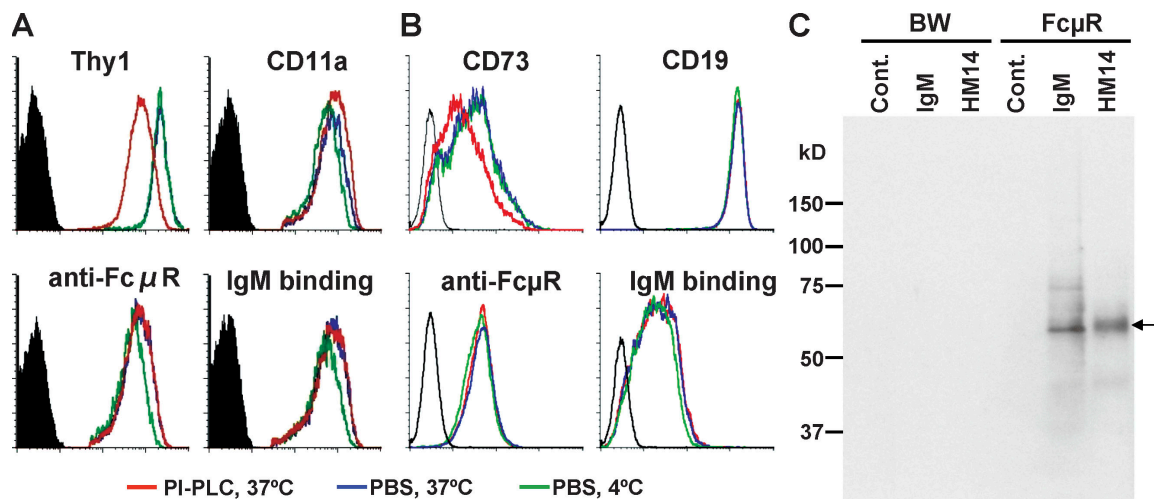 A
B
C
Thy1
CD11a
CD73
CD19
BW
FcμR
Cont.
IgM
HM14
Cont.
IgM
HM14
kD
150
100
75
50
37
anti-Fc μ R
IgM binding
anti-FcμR
IgM binding
PI-PLC, 37ºC
PBS, 37ºC
PBS, 4ºC